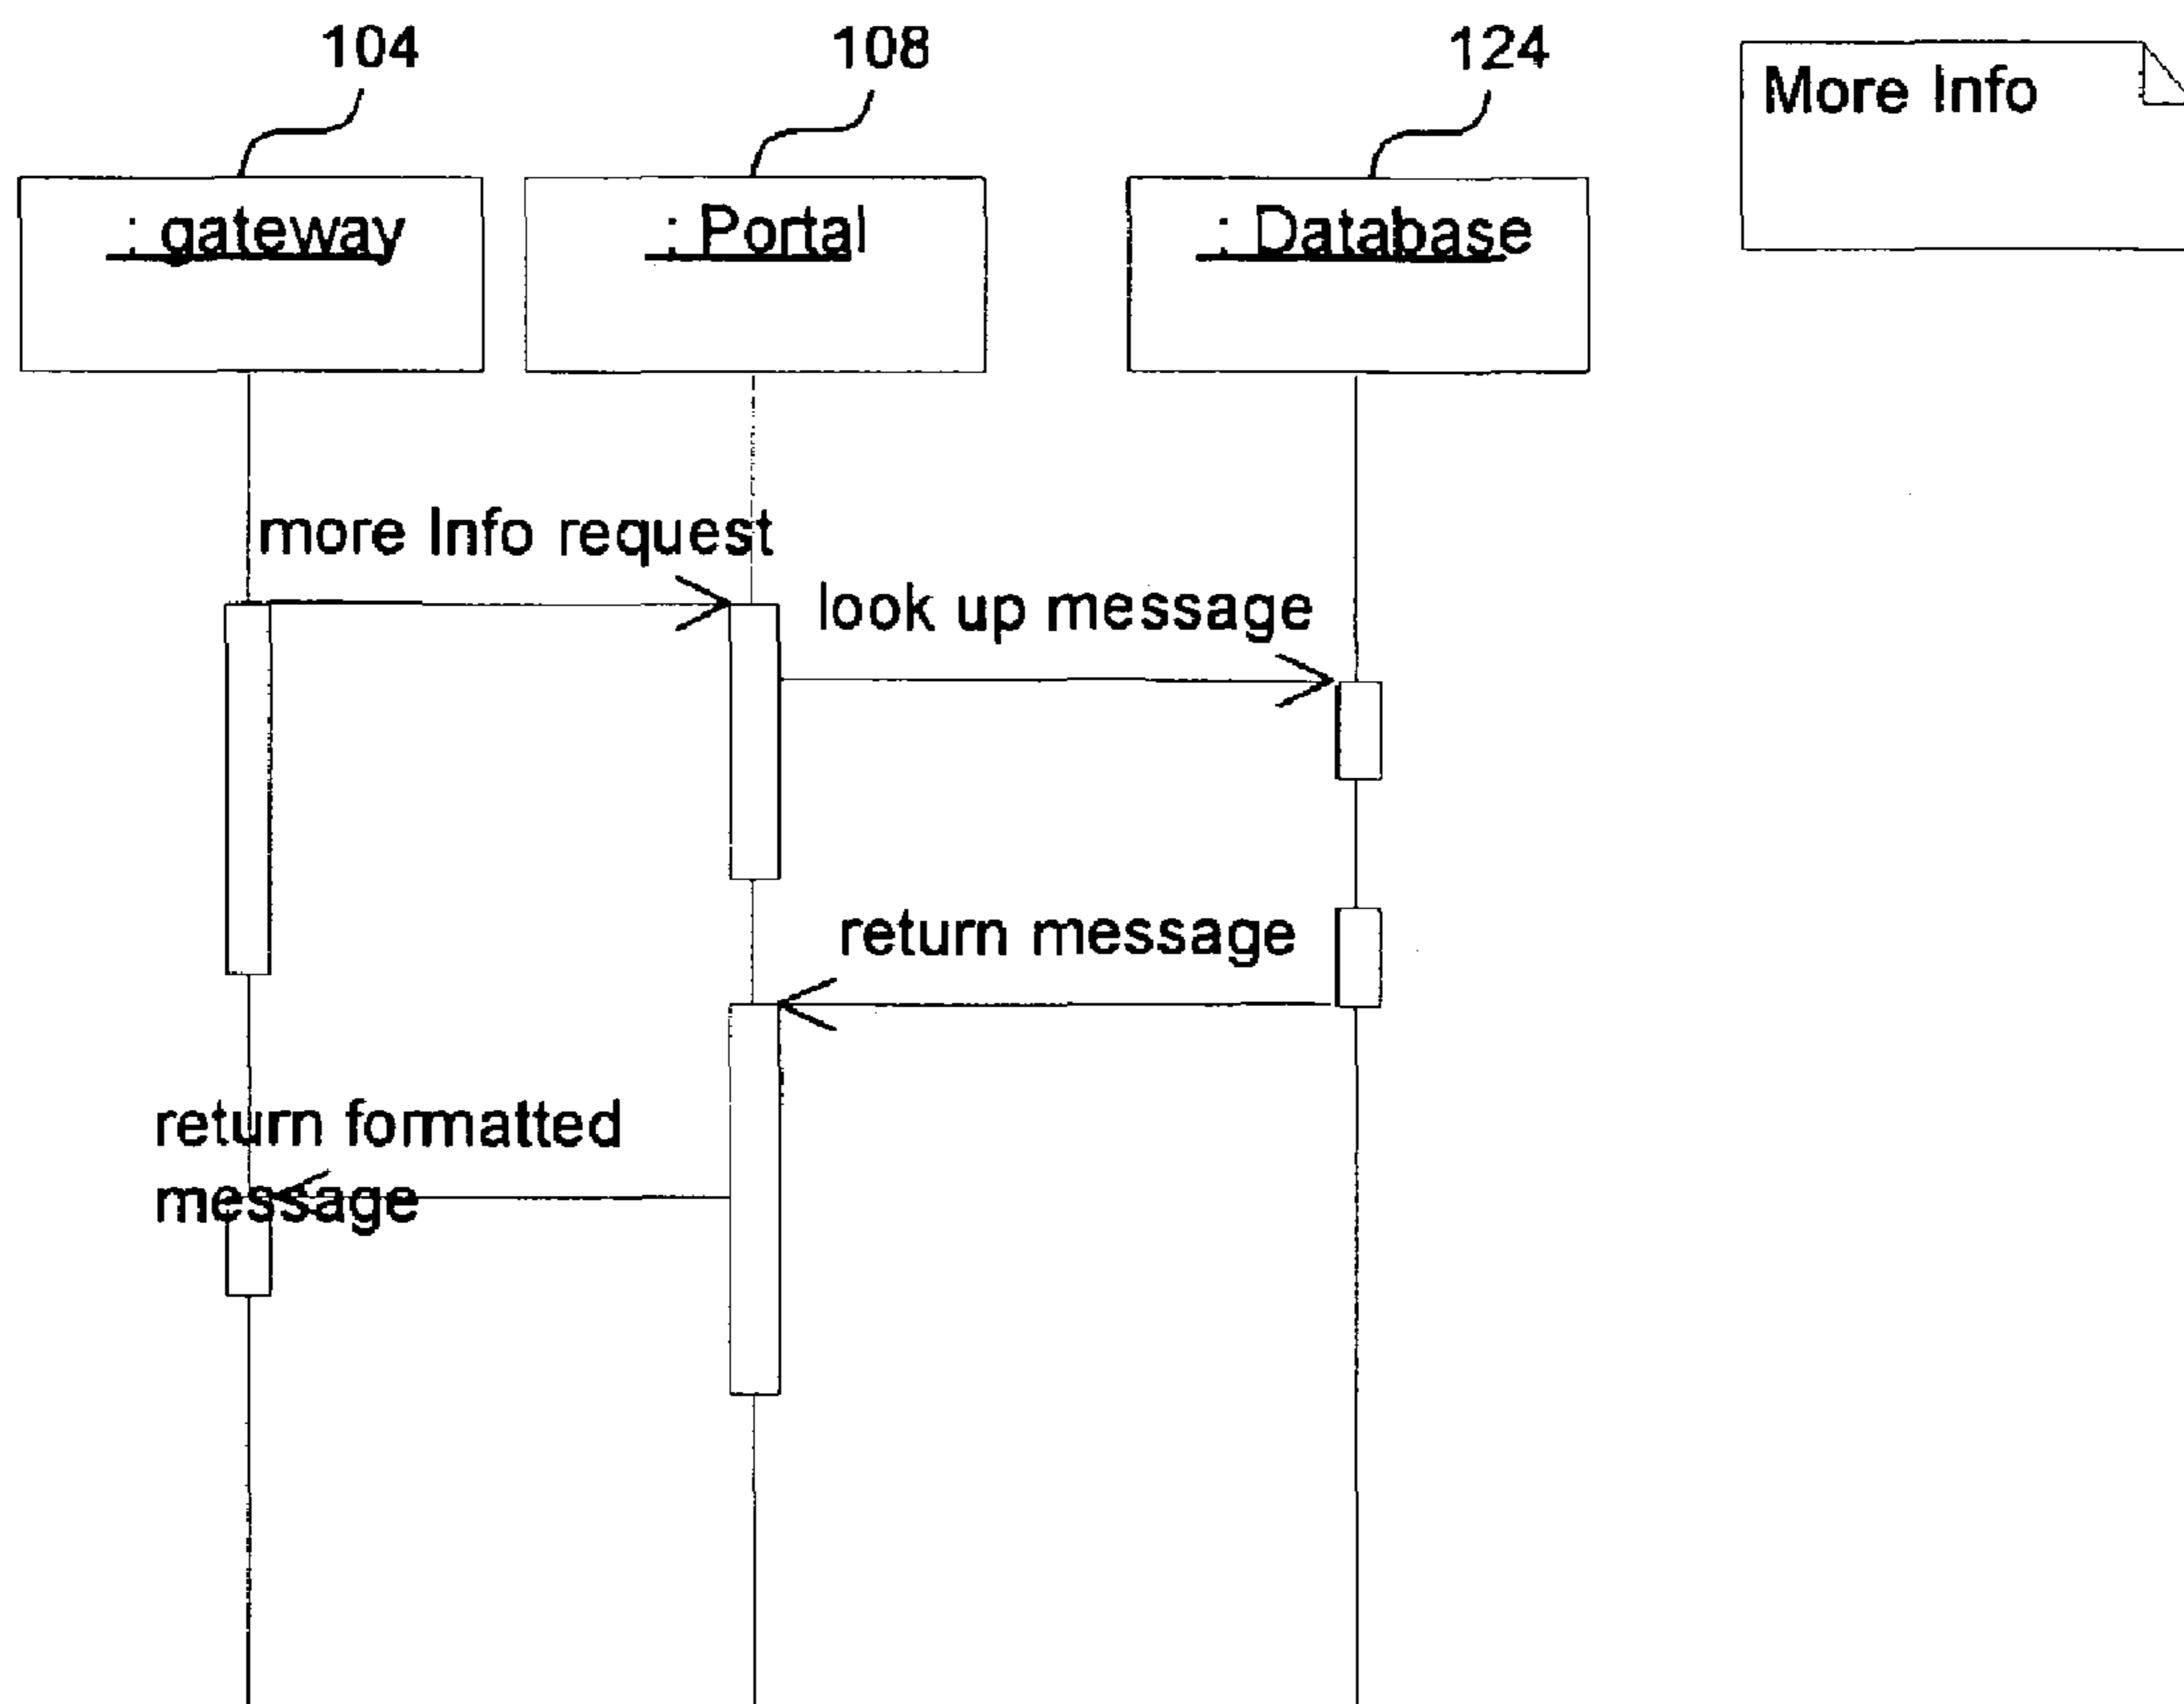 104
108
124
More Info
: gateway
: Portal
: Database
more Info request
look up message
return message
return formatted
message